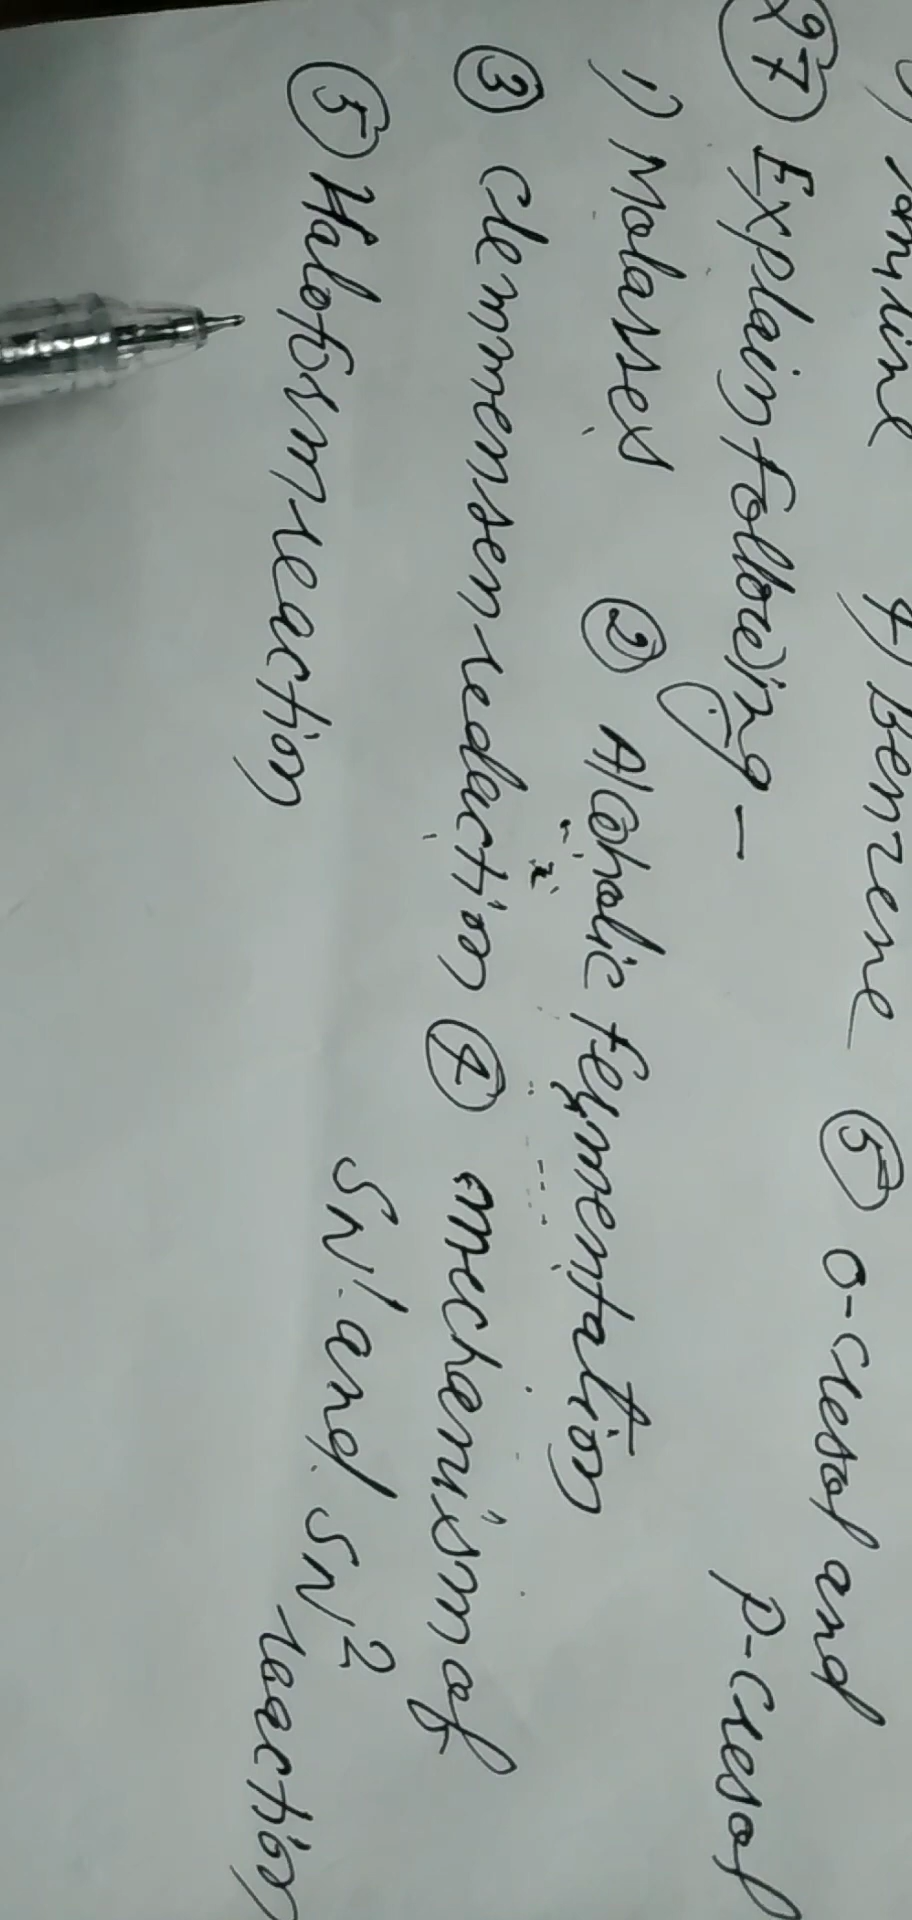 4) Benzene ⑤ o-cresol and
p-cresol
27 Explain following -
1) Molasses ② Alcoholic fermentation
③ Clemmensen reduction ④ mechanism of
SN1 and SN2
reaction
⑤ Haloform reaction